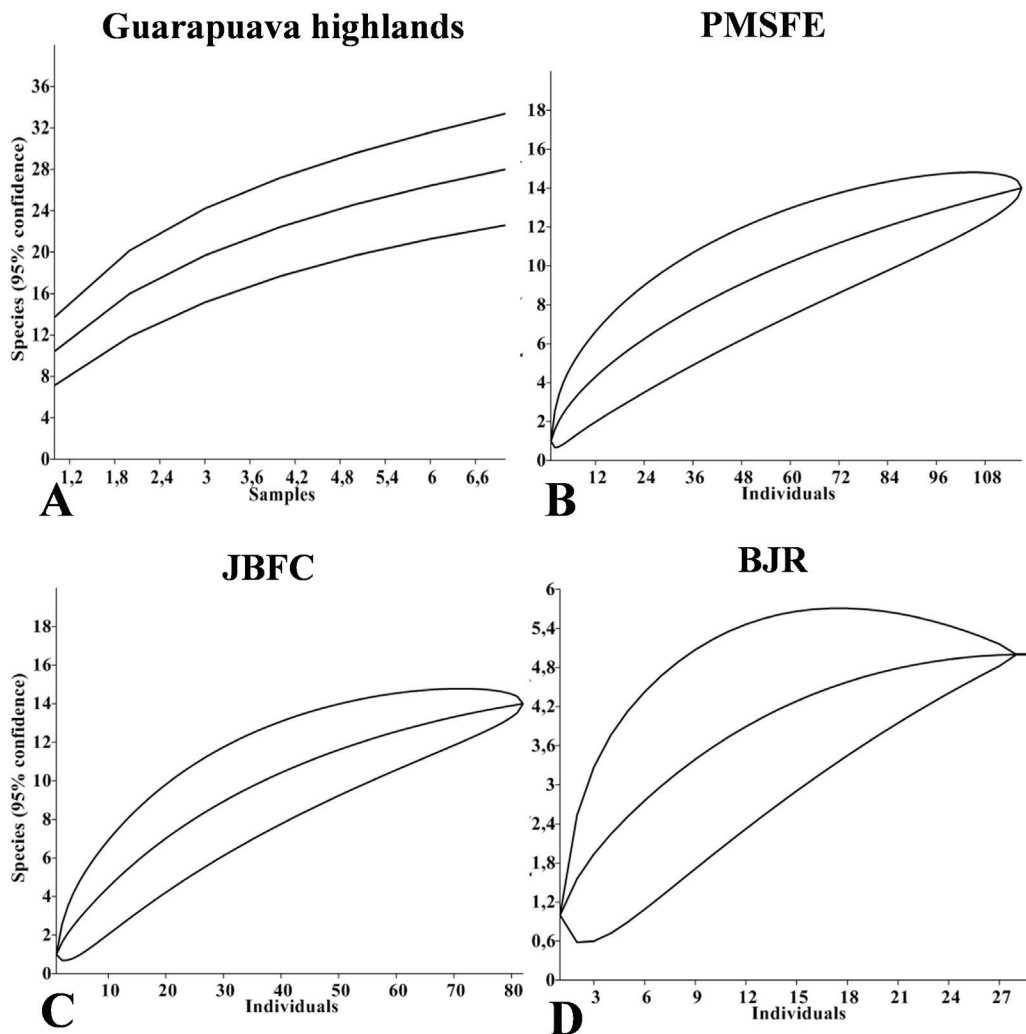 Guarapuava highlands
PMSFE
Species (95% confidence)
36
32
28
24
20
16
12
8
4
0
1,2 1,8 2,4 3 3,6 4,2 4,8 5,4 6 6,6
Samples
A
18
16
14
12
10
8
6
4
2
0
12 24 36 48 60 72 84 96 108
Individuals
B
JBFC
BJR
Species (95% confidence)
18
16
14
12
10
8
6
4
2
0
10 20 30 40 50 60 70 80
Individuals
C
6
5,4
4,8
4,2
3,6
3
2,4
1,8
1,2
0,6
0
3 6 9 12 15 18 21 24 27
Individuals
D